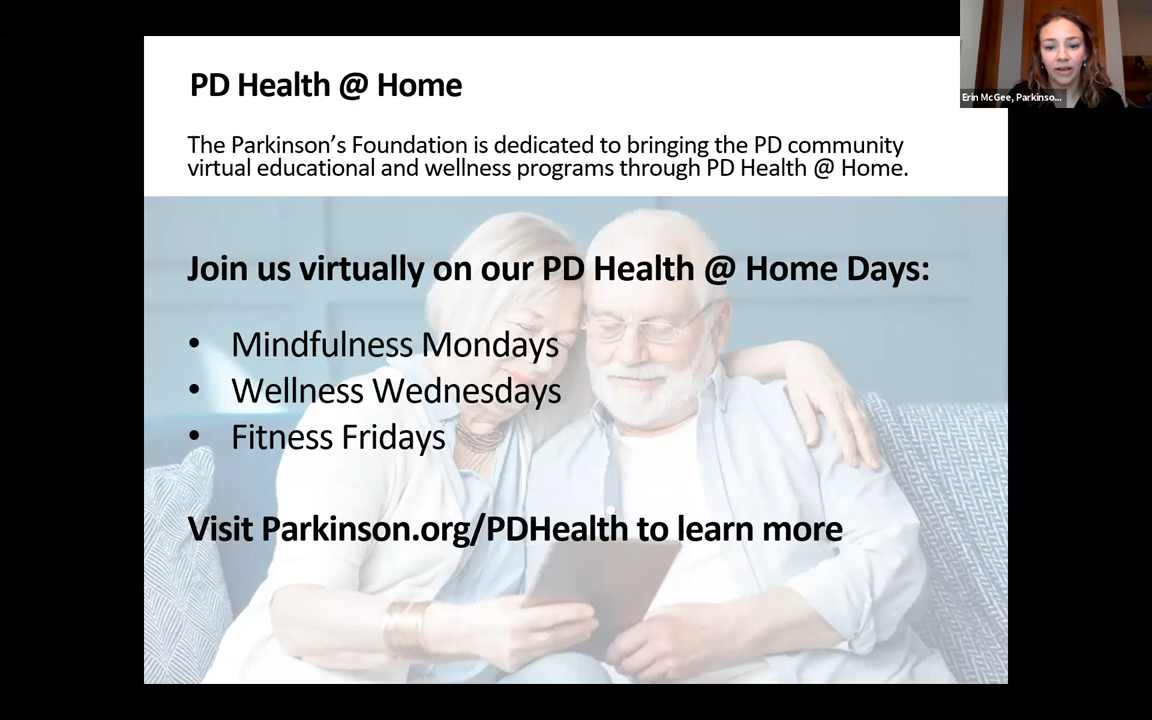 PD Health @ Home
Erin McGee, Parkinso...
The Parkinson's Foundation is dedicated to bringing the PD community
virtual educational and wellness programs through PD Health @ Home.
Join us virtually on our PD Health @ Home Days:
• Mindfulness Mondays
• Wellness Wednesdays
• Fitness Fridays
Visit Parkinson.org/PDHealth to learn more